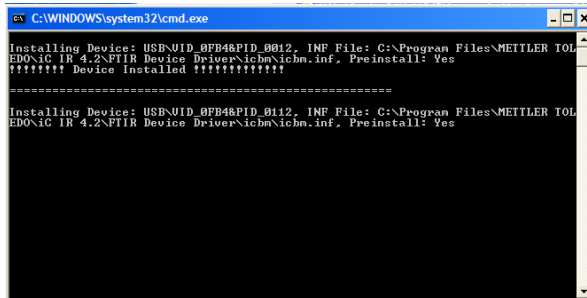 C:\WINDOWS\system32\cmd.exe
Installing Device: USB\VID_0FB4&PID_0012, INF File: C:\Program Files\METTLER TOL
EDO\iC IR 4.2\FTIR Device Driver\icbm\icbm.inf, Preinstall: Yes
!!!!!!!! Device Installed !!!!!!!!!!!!!
======================================================
Installing Device: USB\VID_0FB4&PID_0112, INF File: C:\Program Files\METTLER TOL
EDO\iC IR 4.2\FTIR Device Driver\icbm\icbm.inf, Preinstall: Yes